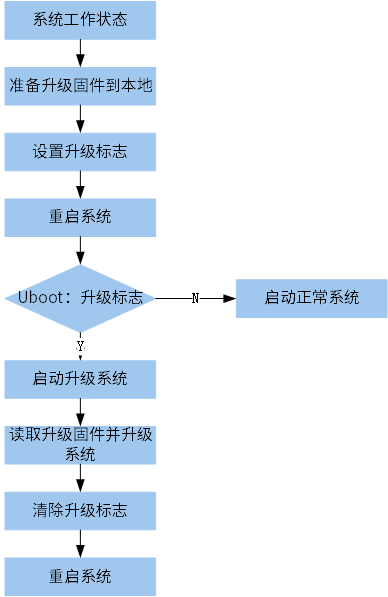 系统工作状态
准备升级固件到本地
设置升级标志
重启系统
Uboot：升级标志
N
启动正常系统
Y
启动升级系统
读取升级固件并升级
系统
清除升级标志
重启系统